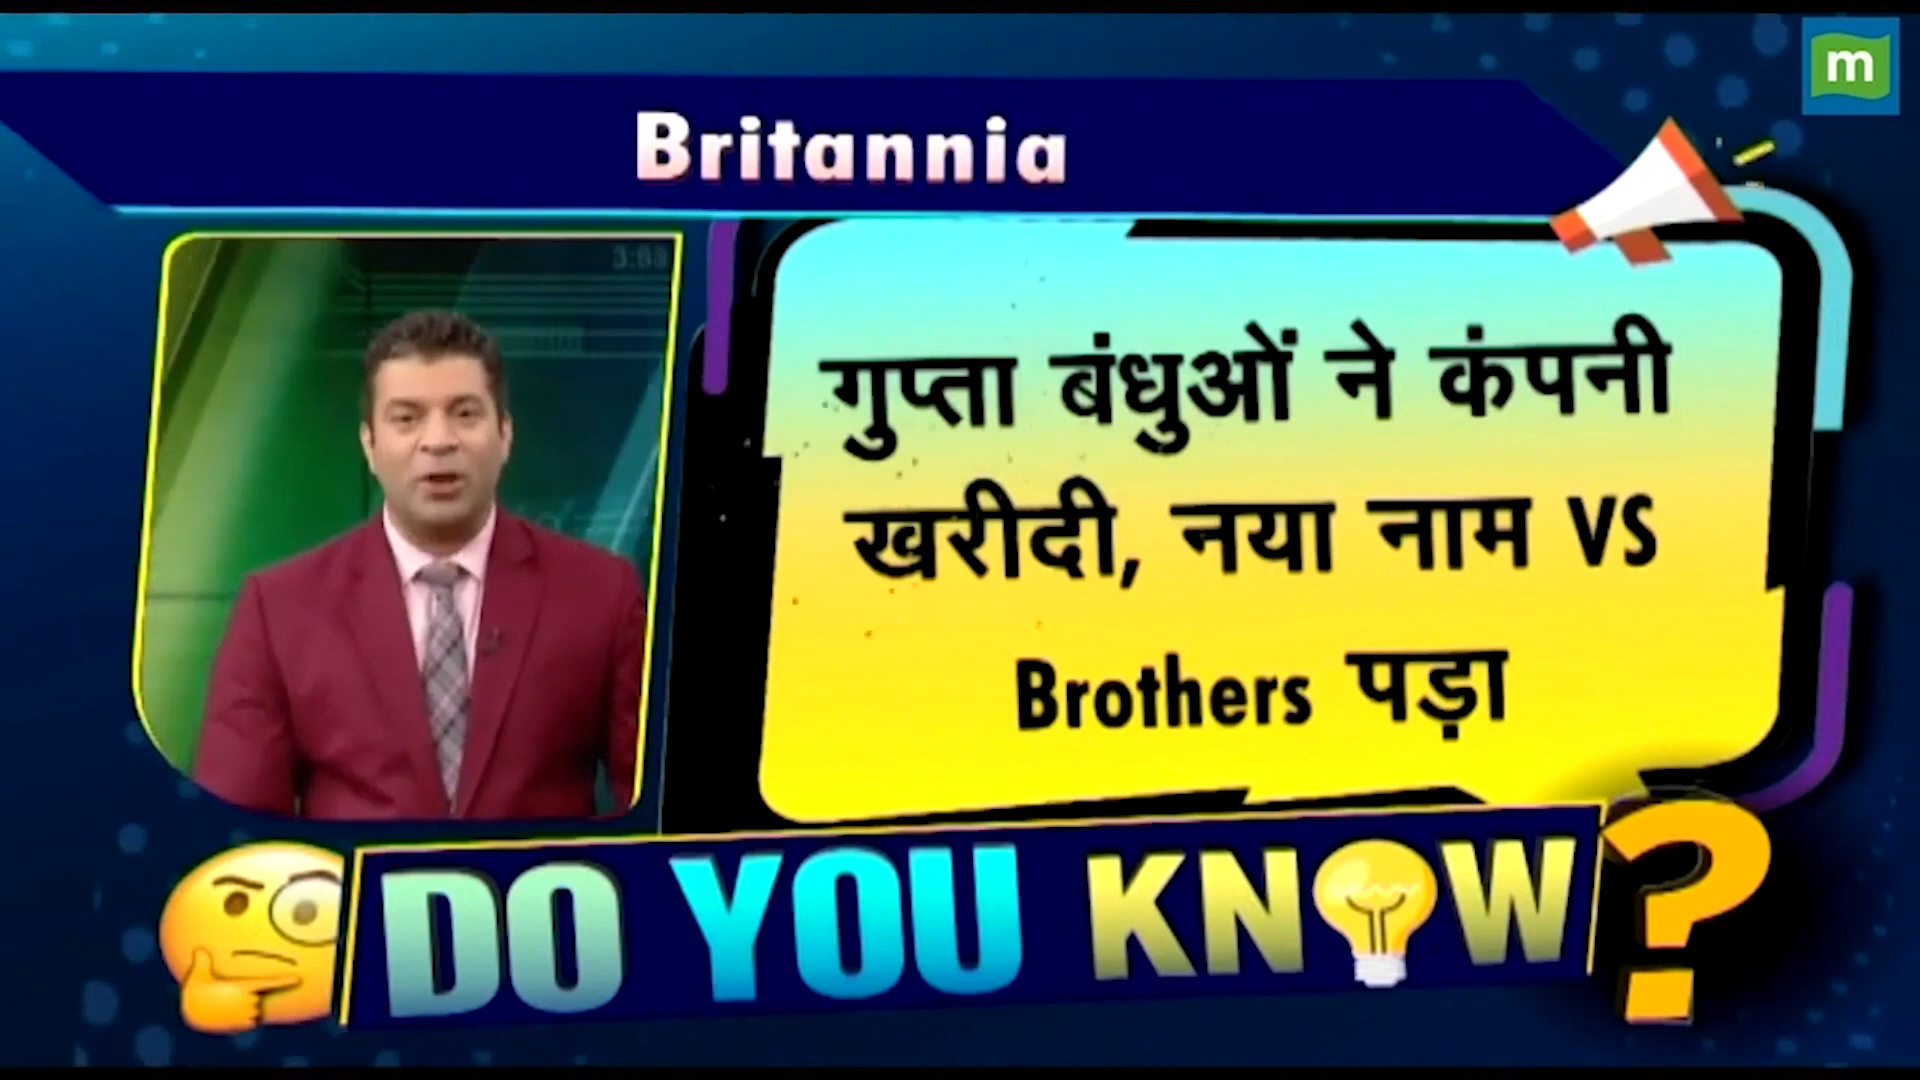 m
Britannia
गुप्ता बंधुओं ने कंपनी
खरीदी, नया नाम VS
Brothers पड़ा
DO YOU KNOW?